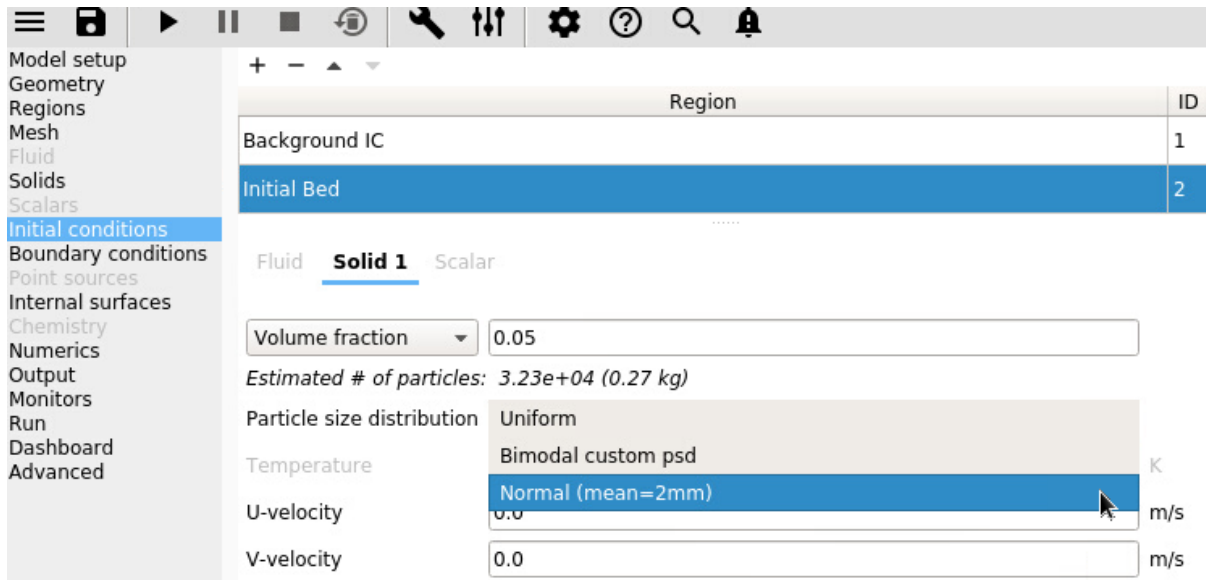 Model setup
Geometry
Regions
Mesh
Fluid
Solids
Scalars
Initial conditions
Boundary conditions
Point sources
Internal surfaces
Chemistry
Numerics
Output
Monitors
Run
Dashboard
Advanced
Region ID
Background IC 1
Initial Bed 2
Fluid Solid 1 Scalar
Volume fraction 0.05
Estimated # of particles: 3.23e+04 (0.27 kg)
Particle size distribution Uniform
Bimodal custom psd
Temperature K
Normal (mean=2mm)
U-velocity 0.0 m/s
V-velocity 0.0 m/s